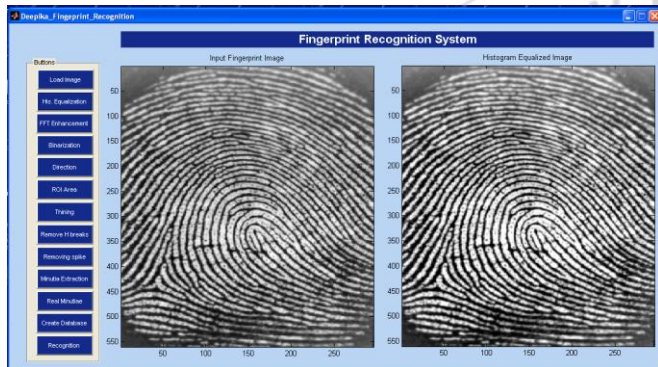 Deepika_Fingerprint_Recognition
Fingerprint Recognition System
Buttons
Load Image
His. Equalization
FFT Enhancement
Binarization
Direction
ROI Area
Thining
Remove H breaks
Removing spike
Minutia Extraction
Real Minutiae
Create Database
Recognition
Input Fingerprint Image
50
100
150
200
250
300
350
400
450
500
550
50 100 150 200 250
Histogram Equalized Image
50
100
150
200
250
300
350
400
450
500
550
50 100 150 200 250